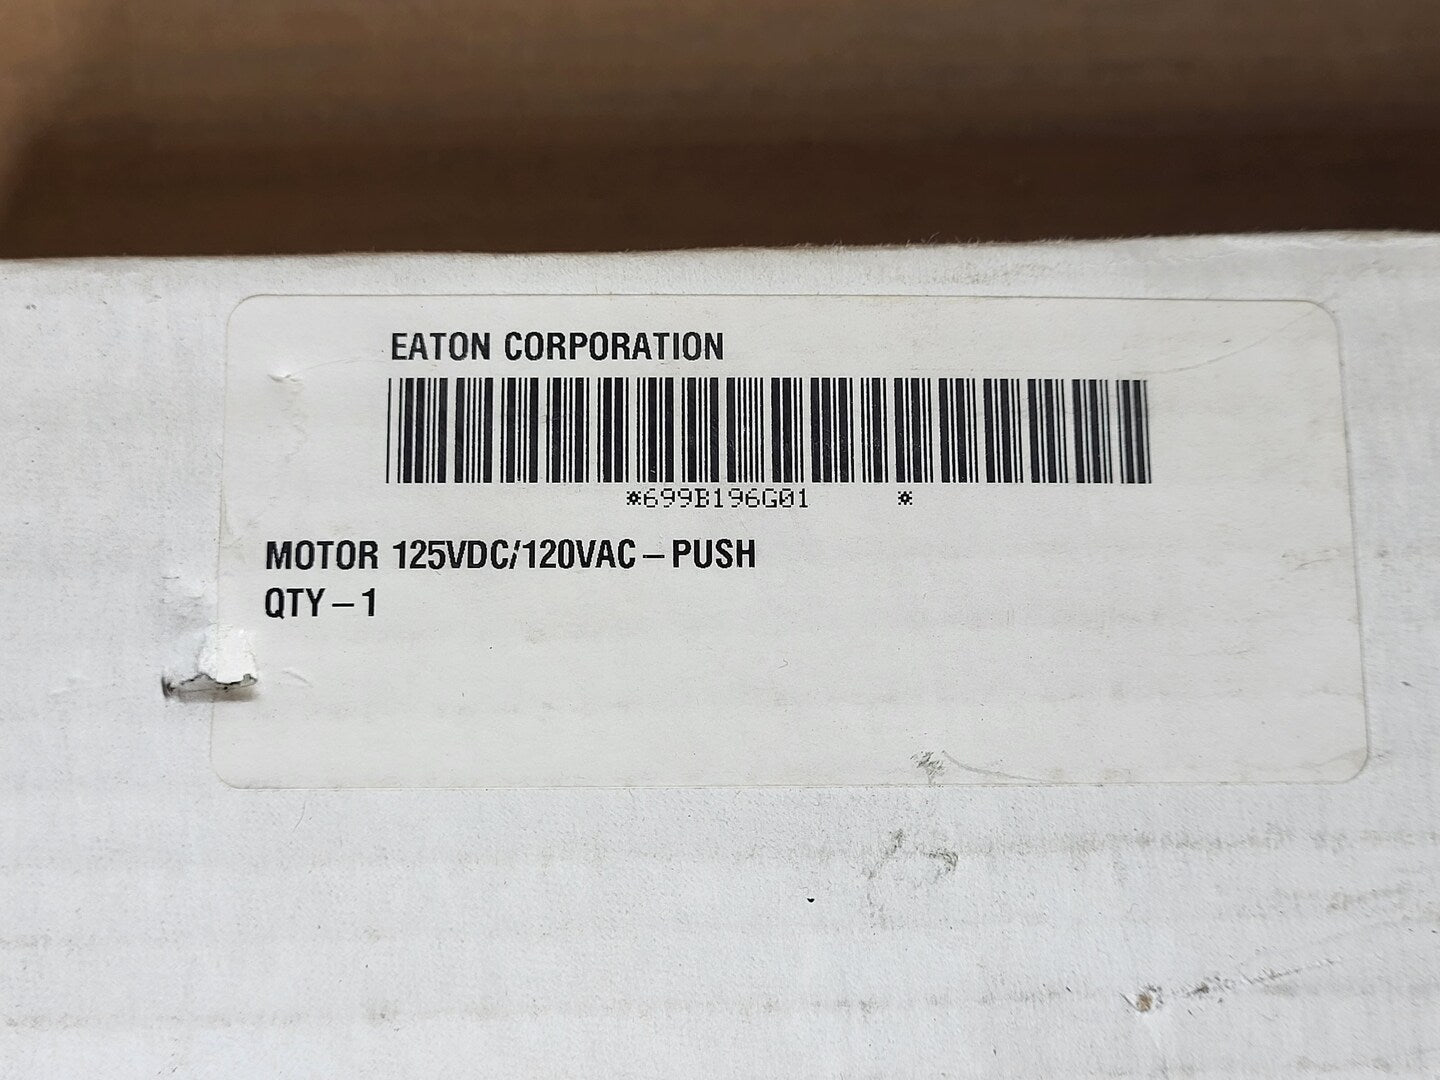 EATON CORPORATION
*699B196G01 *
MOTOR 125VDC/120VAC – PUSH
QTY – 1